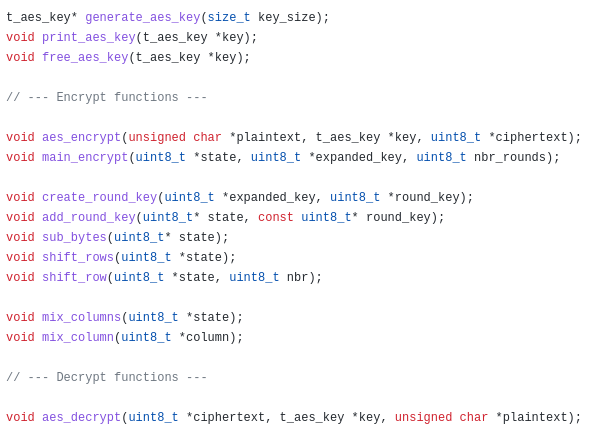 t_aes_key* generate_aes_key(size_t key_size);
void print_aes_key(t_aes_key *key);
void free_aes_key(t_aes_key *key);
// --- Encrypt functions ---
void aes_encrypt(unsigned char *plaintext, t_aes_key *key, uint8_t *ciphertext);
void main_encrypt(uint8_t *state, uint8_t *expanded_key, uint8_t nbr_rounds);
void create_round_key(uint8_t *expanded_key, uint8_t *round_key);
void add_round_key(uint8_t* state, const uint8_t* round_key);
void sub_bytes(uint8_t* state);
void shift_rows(uint8_t *state);
void shift_row(uint8_t *state, uint8_t nbr);
void mix_columns(uint8_t *state);
void mix_column(uint8_t *column);
// --- Decrypt functions ---
void aes_decrypt(uint8_t *ciphertext, t_aes_key *key, unsigned char *plaintext);